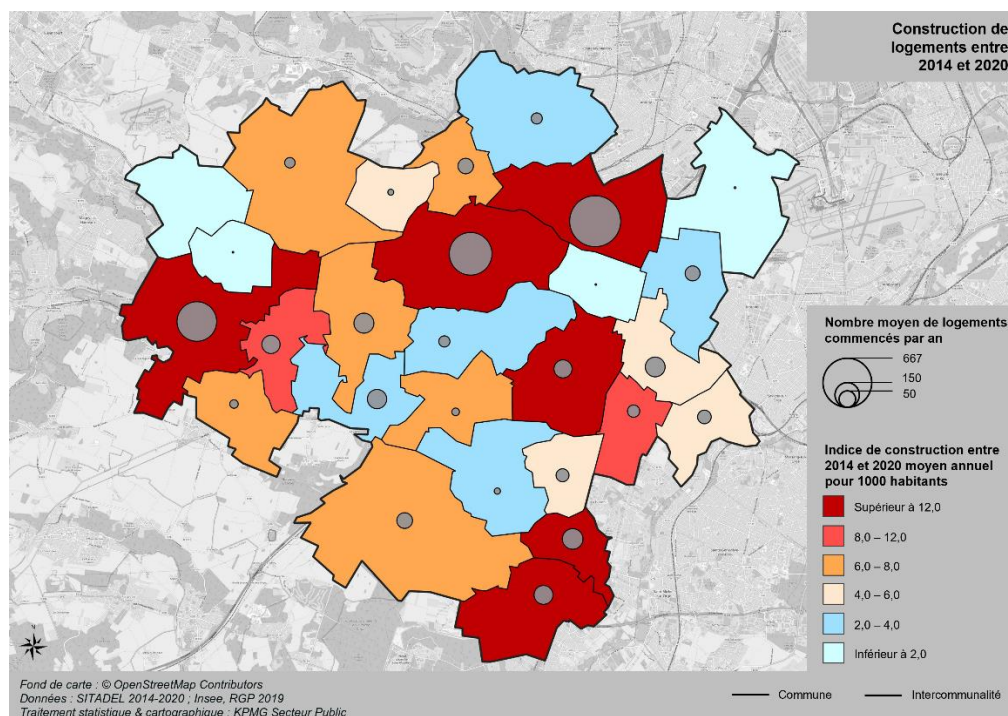 Construction de
logements entre
2014 et 2020
Nombre moyen de logements
commencés par an
667
150
50
Indice de construction entre
2014 et 2020 moyen annuel
pour 1000 habitants
Supérieur à 12,0
8,0 – 12,0
6,0 – 8,0
4,0 – 6,0
2,0 – 4,0
Inférieur à 2,0
Fond de carte : © OpenStreetMap Contributors
Données : SITADEL 2014-2020 ; Insee, RGP 2019
Traitement statistique & cartographique : KPMG Secteur Public
Commune
Intercommunalité